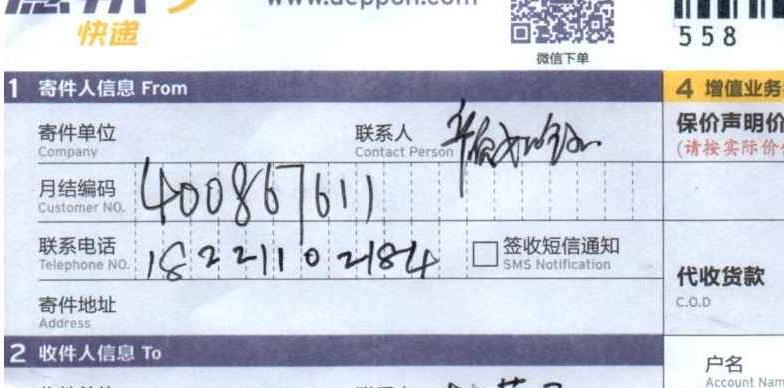 快递
www.deppon.com
微信下单
558
1 寄件人信息 From
4 增值业务
寄件单位
Company
联系人
Contact Person
保价声明价
(请按实际价
月结编码
Customer NO.
400867611
联系电话
Telephone NO.
18221102184
签收短信通知
SMS Notification
代收货款
C.O.D
寄件地址
Address
2 收件人信息 To
户名
Account Nam